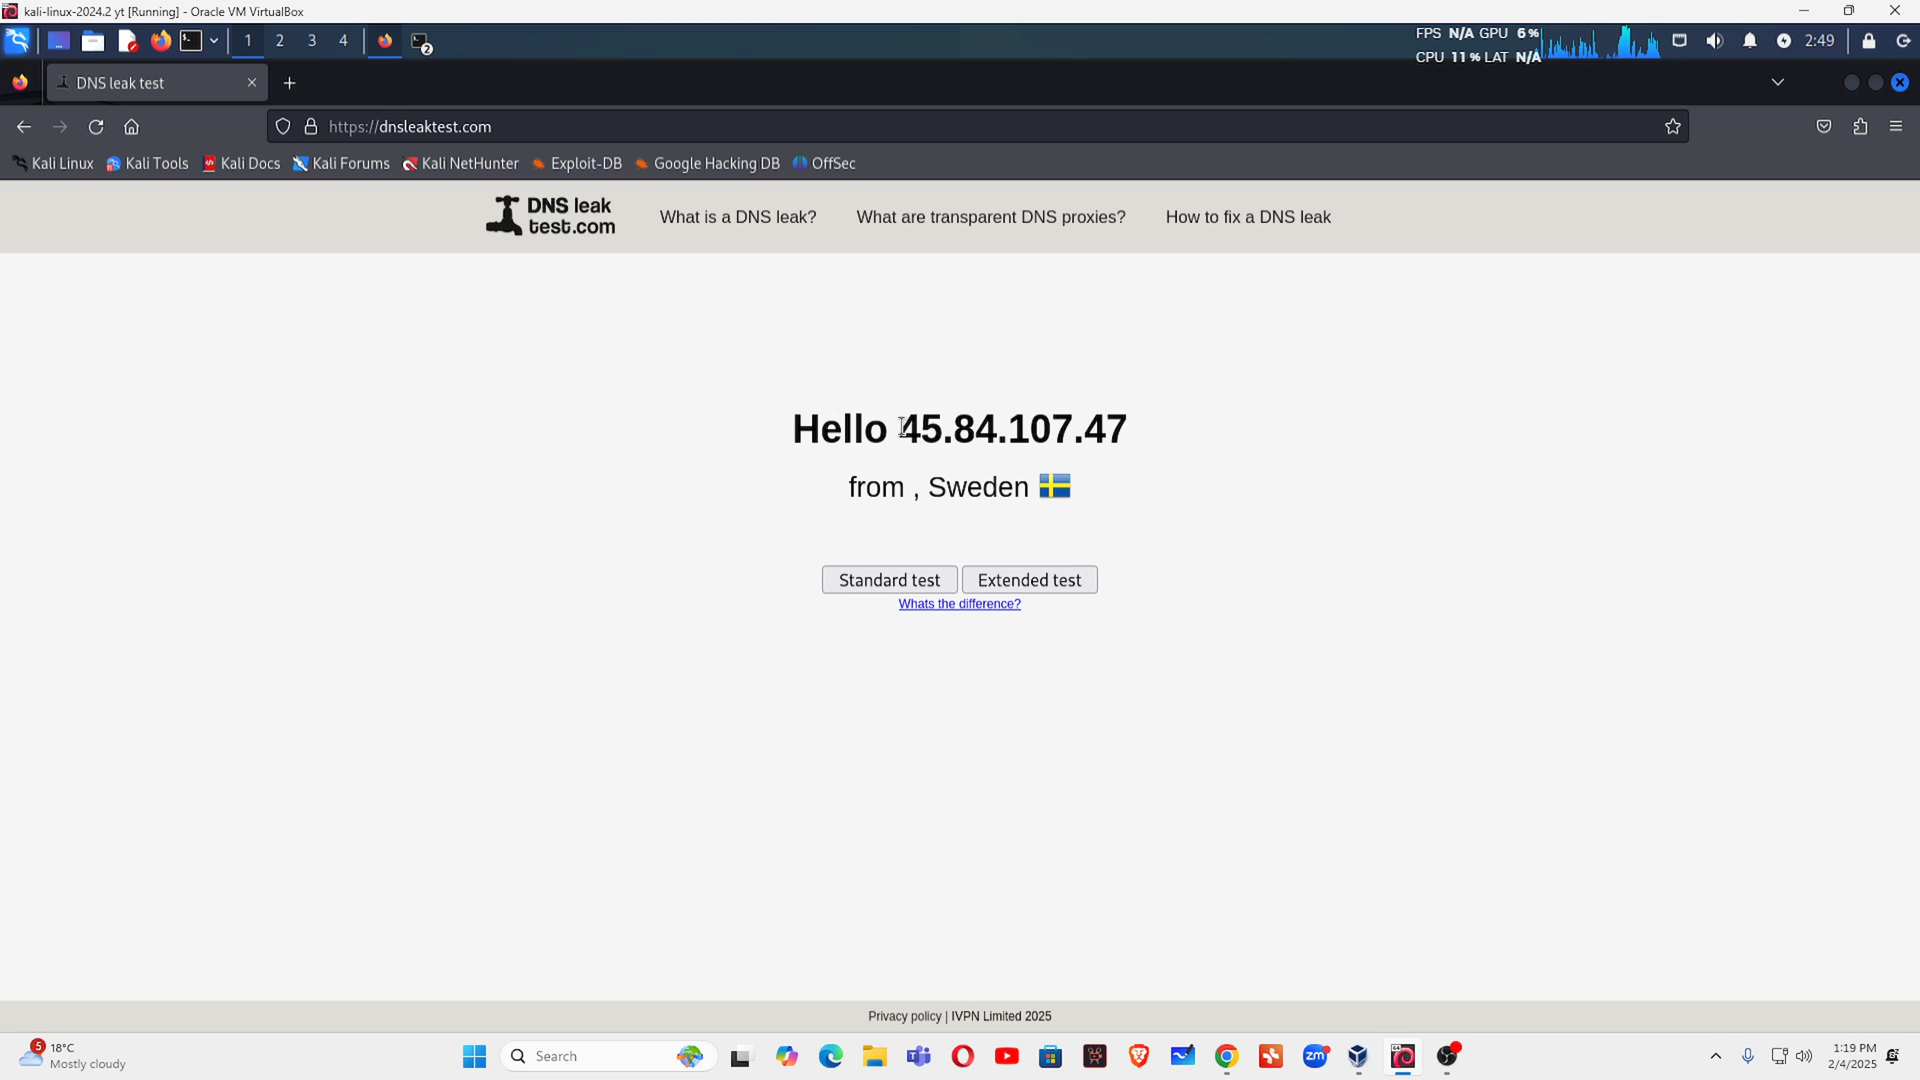 kali-linux-2024.2 yt [Running] - Oracle VM VirtualBox
1 2 3 4 2
FPS N/A GPU 6%
CPU 11% LAT N/A
2:49
DNS leak test
https://dnsleaktest.com
Kali Linux Kali Tools Kali Docs Kali Forums Kali NetHunter Exploit-DB Google Hacking DB OffSec
DNS leak
test.com
What is a DNS leak? What are transparent DNS proxies? How to fix a DNS leak
Hello 45.84.107.47
from , Sweden
Standard test Extended test
Whats the difference?
Privacy policy | IVPN Limited 2025
5
18°C
Mostly cloudy
Search
zm
64
1:19 PM
2/4/2025